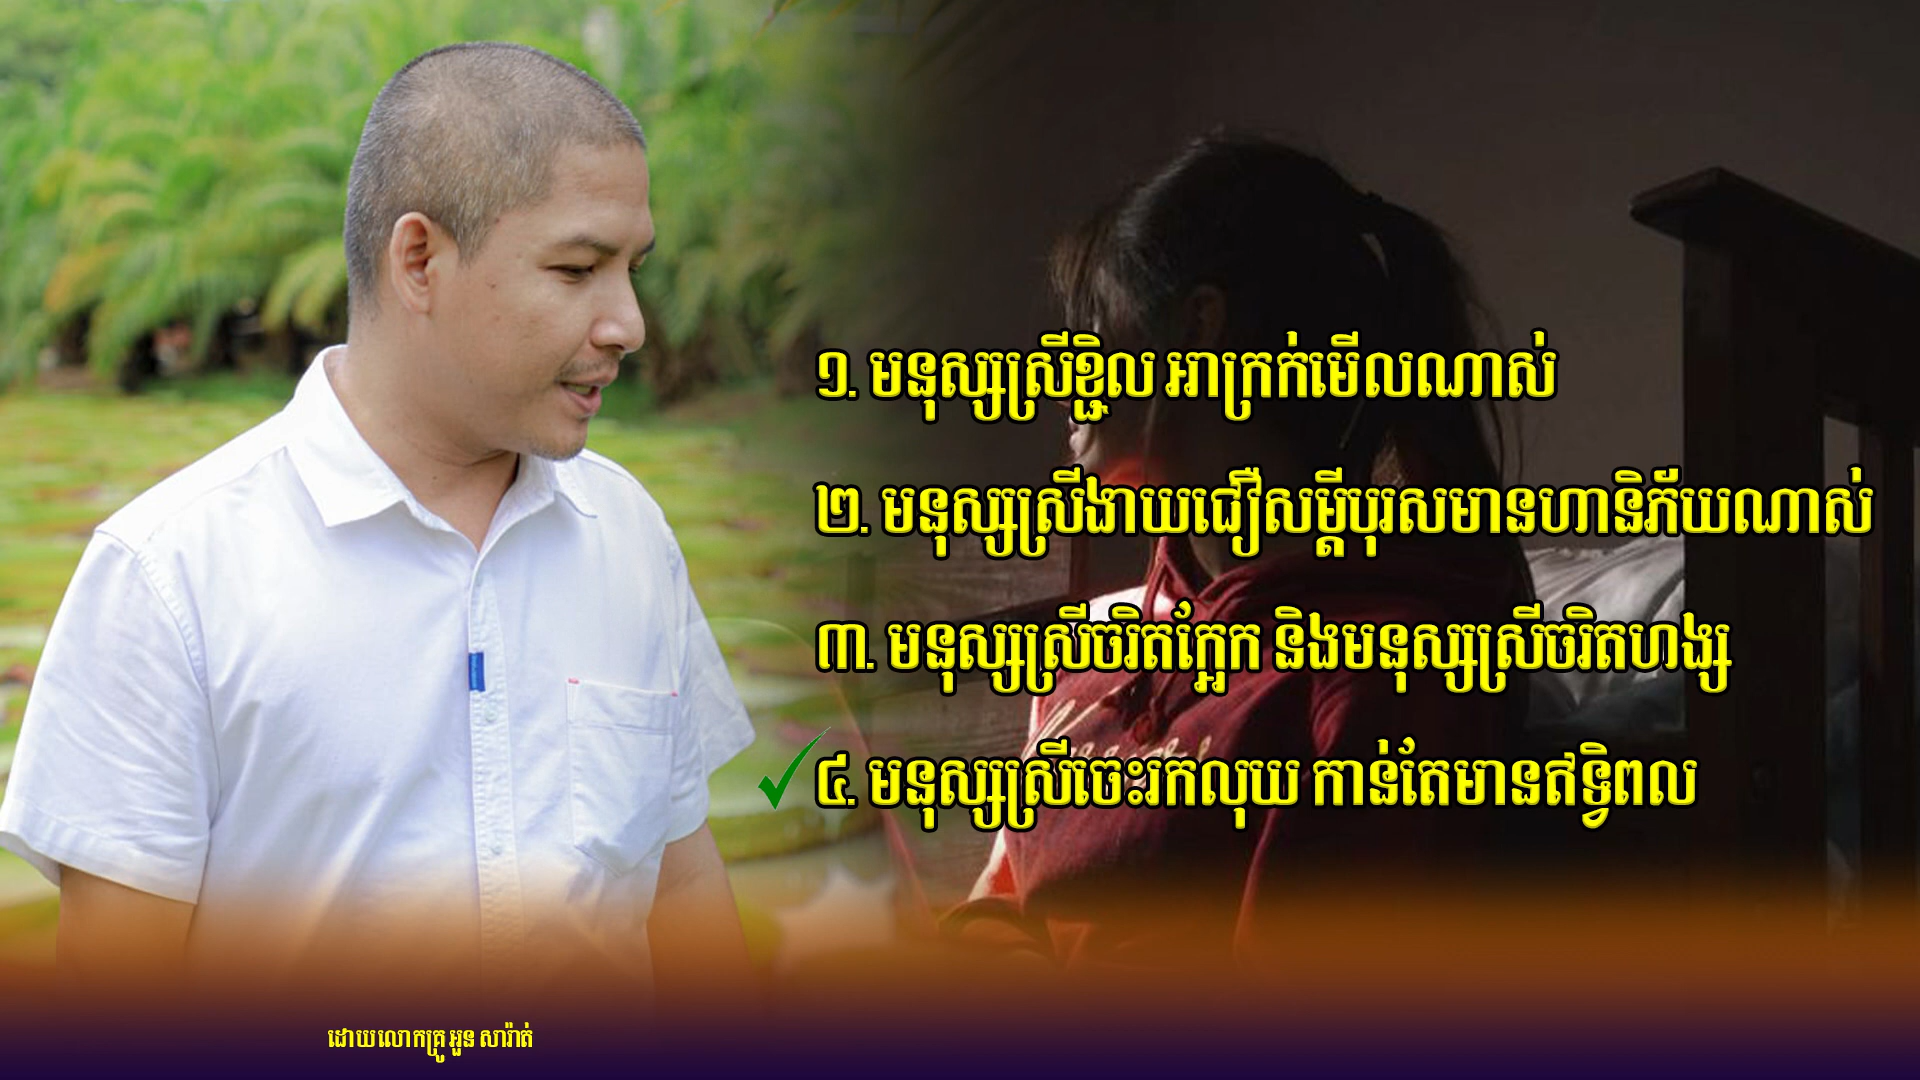 ១. មនុស្សស្រីខ្ជិល អាក្រក់មើលណាស់
២. មនុស្សស្រីងាយជឿសម្ដីបុរសមានហានិភ័យណាស់
៣. មនុស្សស្រីចរិតក្អែក និងមនុស្សស្រីចរិតហង្ស
៤. មនុស្សស្រីចេះរកលុយ កាន់តែមានឥទ្ធិពល
ដោយលោកគ្រូ អួន សារ៉ាត់